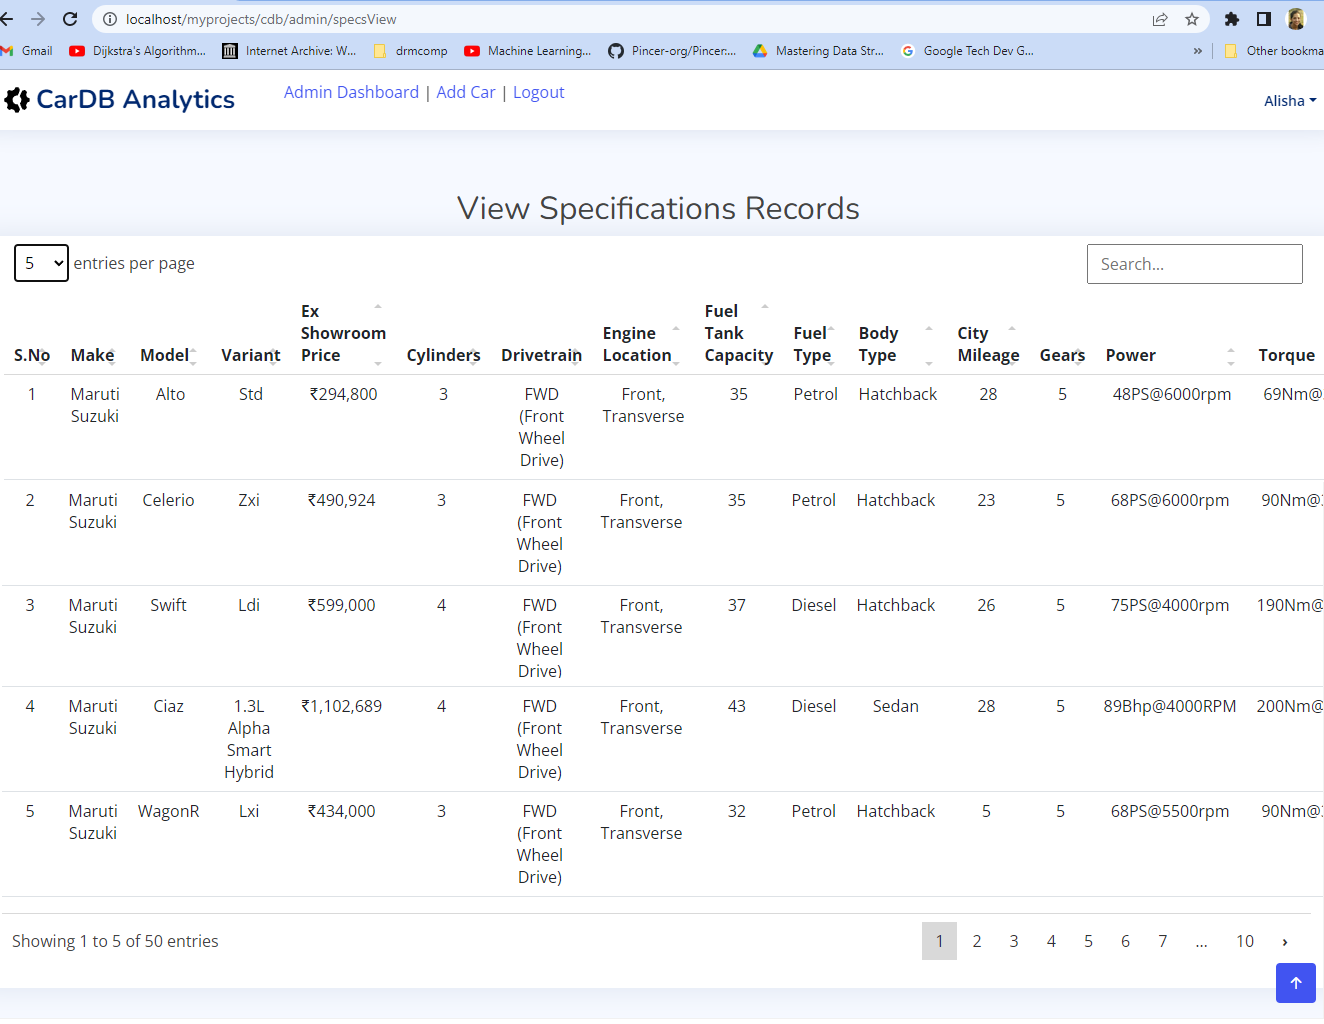 localhost/myprojects/cdb/admin/specsView
Gmail Dijkstra's Algorithm... Internet Archive: W... drmcomp Machine Learning... Pincer-org/Pincer:... Mastering Data Str... Google Tech Dev G... » Other bookma
CarDB Analytics Admin Dashboard | Add Car | Logout Alisha
View Specifications Records
5 entries per page Search...
S.No Make Model Variant Ex Showroom Price Cylinders Drivetrain Engine Location Fuel Tank Capacity Fuel Type Body Type City Mileage Gears Power Torque
1 Maruti Suzuki Alto Std ₹294,800 3 FWD (Front Wheel Drive) Front, Transverse 35 Petrol Hatchback 28 5 48PS@6000rpm 69Nm@
2 Maruti Suzuki Celerio Zxi ₹490,924 3 FWD (Front Wheel Drive) Front, Transverse 35 Petrol Hatchback 23 5 68PS@6000rpm 90Nm@
3 Maruti Suzuki Swift Ldi ₹599,000 4 FWD (Front Wheel Drive) Front, Transverse 37 Diesel Hatchback 26 5 75PS@4000rpm 190Nm@
4 Maruti Suzuki Ciaz 1.3L Alpha Smart Hybrid ₹1,102,689 4 FWD (Front Wheel Drive) Front, Transverse 43 Diesel Sedan 28 5 89Bhp@4000RPM 200Nm@
5 Maruti Suzuki WagonR Lxi ₹434,000 3 FWD (Front Wheel Drive) Front, Transverse 32 Petrol Hatchback 5 5 68PS@5500rpm 90Nm@
Showing 1 to 5 of 50 entries 1 2 3 4 5 6 7 ... 10 ›